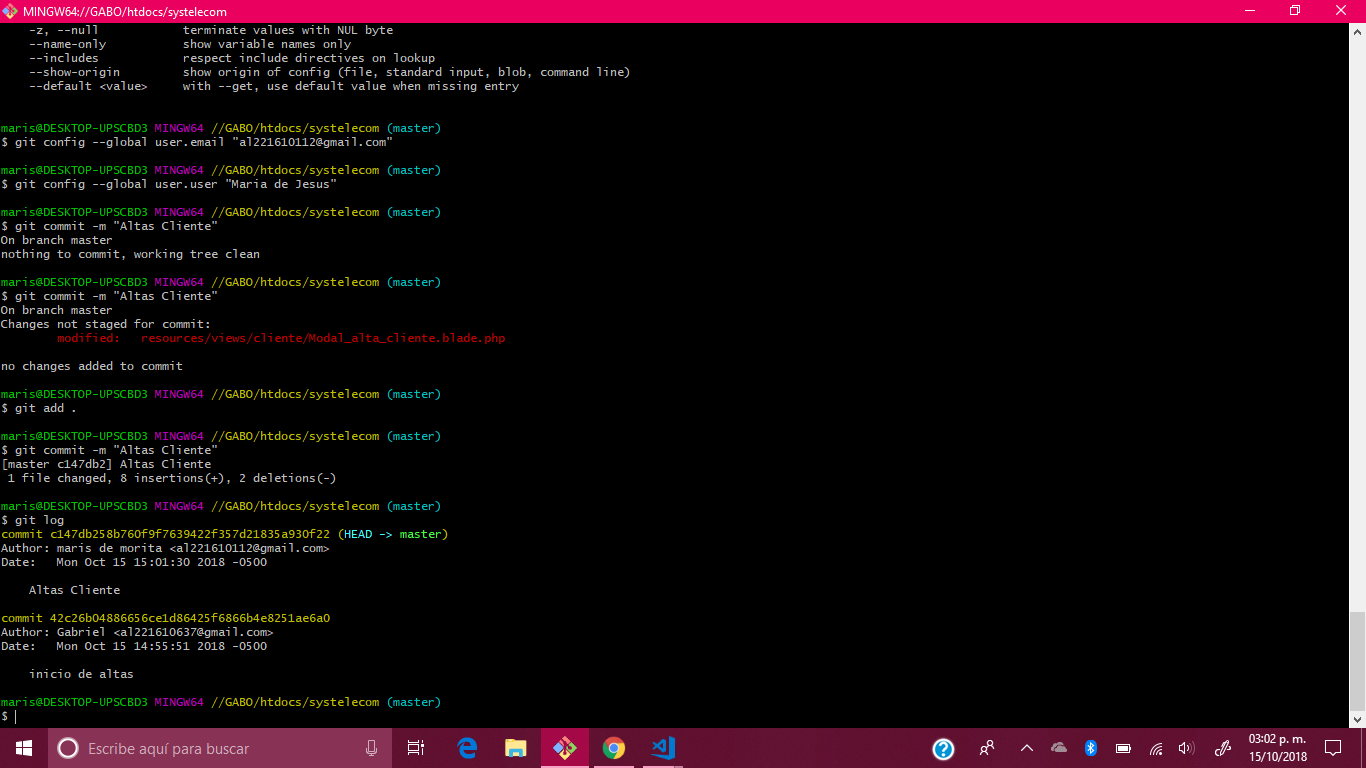 MINGW64://GABO/htdocs/systelecom
-z, --null terminate values with NUL byte
--name-only show variable names only
--includes respect include directives on lookup
--show-origin show origin of config (file, standard input, blob, command line)
--default <value> with --get, use default value when missing entry
maris@DESKTOP-UPSCBD3 MINGW64 //GABO/htdocs/systelecom (master)
$ git config --global user.email "al221610112@gmail.com"
maris@DESKTOP-UPSCBD3 MINGW64 //GABO/htdocs/systelecom (master)
$ git config --global user.user "Maria de Jesus"
maris@DESKTOP-UPSCBD3 MINGW64 //GABO/htdocs/systelecom (master)
$ git commit -m "Altas Cliente"
On branch master
nothing to commit, working tree clean
maris@DESKTOP-UPSCBD3 MINGW64 //GABO/htdocs/systelecom (master)
$ git commit -m "Altas Cliente"
On branch master
Changes not staged for commit:
modified: resources/views/cliente/Modal_alta_cliente.blade.php
no changes added to commit
maris@DESKTOP-UPSCBD3 MINGW64 //GABO/htdocs/systelecom (master)
$ git add .
maris@DESKTOP-UPSCBD3 MINGW64 //GABO/htdocs/systelecom (master)
$ git commit -m "Altas Cliente"
[master c147db2] Altas Cliente
1 file changed, 8 insertions(+), 2 deletions(-)
maris@DESKTOP-UPSCBD3 MINGW64 //GABO/htdocs/systelecom (master)
$ git log
commit c147db258b760f9f7639422f357d21835a930f22 (HEAD -> master)
Author: maris de morita <al221610112@gmail.com>
Date: Mon Oct 15 15:01:30 2018 -0500
Altas Cliente
commit 42c26b04886656ce1d86425f6866b4e8251ae6a0
Author: Gabriel <al221610637@gmail.com>
Date: Mon Oct 15 14:55:51 2018 -0500
inicio de altas
maris@DESKTOP-UPSCBD3 MINGW64 //GABO/htdocs/systelecom (master)
$
Escribe aquí para buscar
03:02 p. m.
15/10/2018